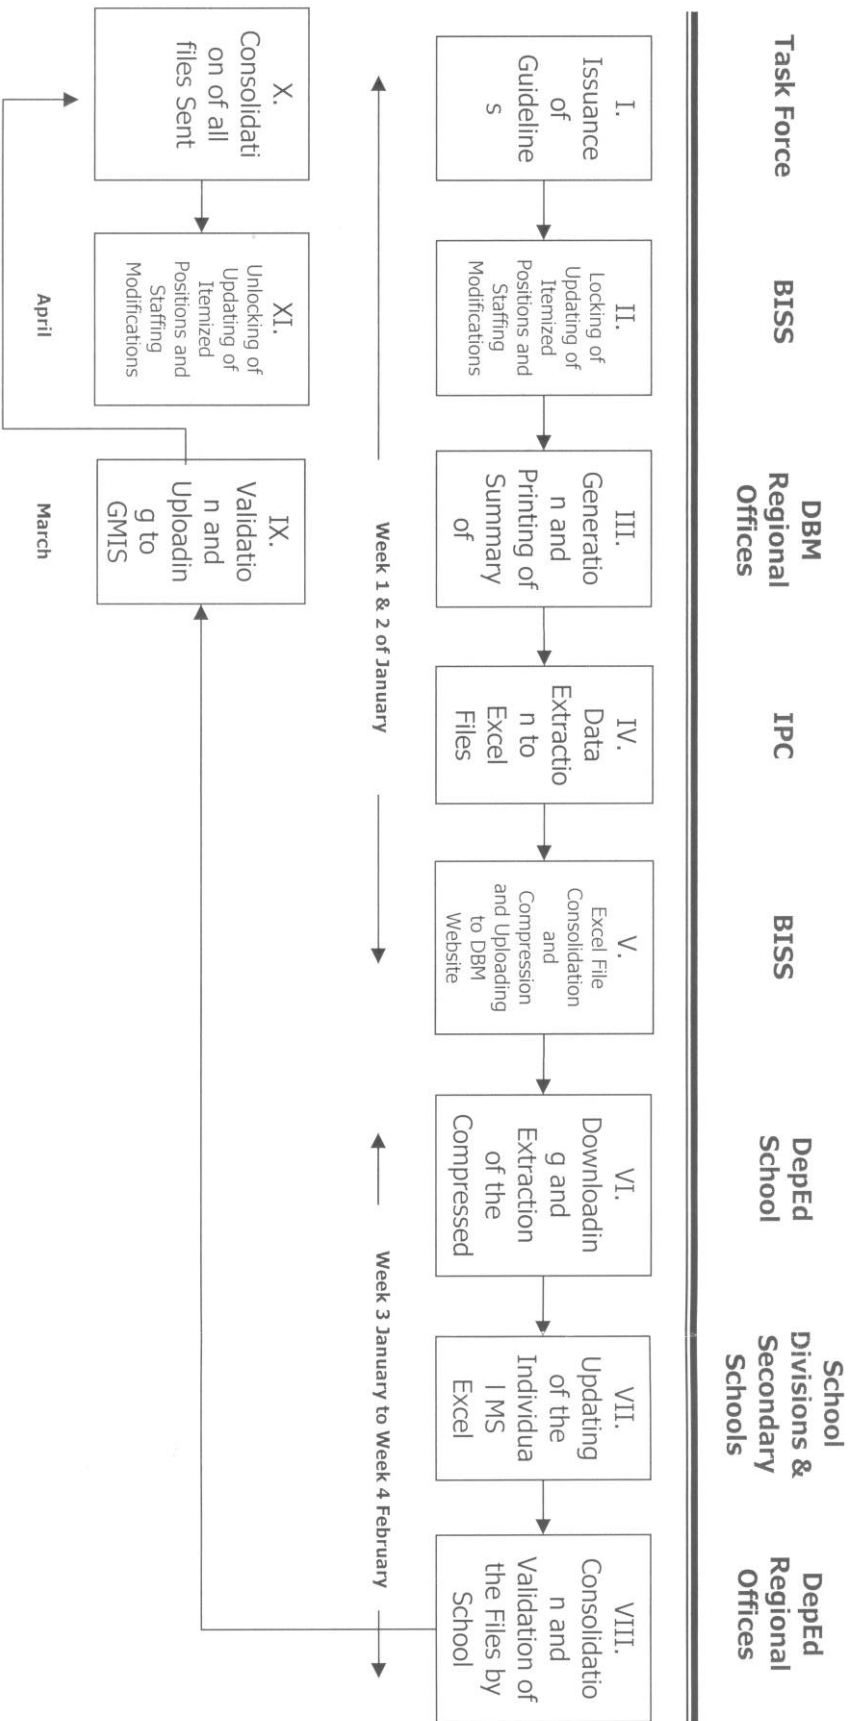 Task Force
BISS
DBM
Regional
Offices
IPC
BISS
DepEd
School
School
Divisions &
Secondary
Schools
DepEd
Regional
Offices
I.
Issuance
of
Guideline
s
II.
Locking of
Updating of
Itemized
Positions and
Staffing
Modifications
III.
Generatio
n and
Printing of
Summary
of
IV.
Data
Extractio
n to
Excel
Files
V.
Excel File
Consolidation
and
Compression
and Uploading
to DBM
Website
VI.
Downloadin
g and
Extraction
of the
Compressed
VII.
Updating
of the
Individua
l MS
Excel
VIII.
Consolidatio
n and
Validation of
the Files by
School
Week 1 & 2 of January
Week 3 January to Week 4 February
X.
Consolidati
on of all
files Sent
XI.
Unlocking of
Updating of
Itemized
Positions and
Staffing
Modifications
IX.
Validatio
n and
Uploadin
g to
GMIS
April
March